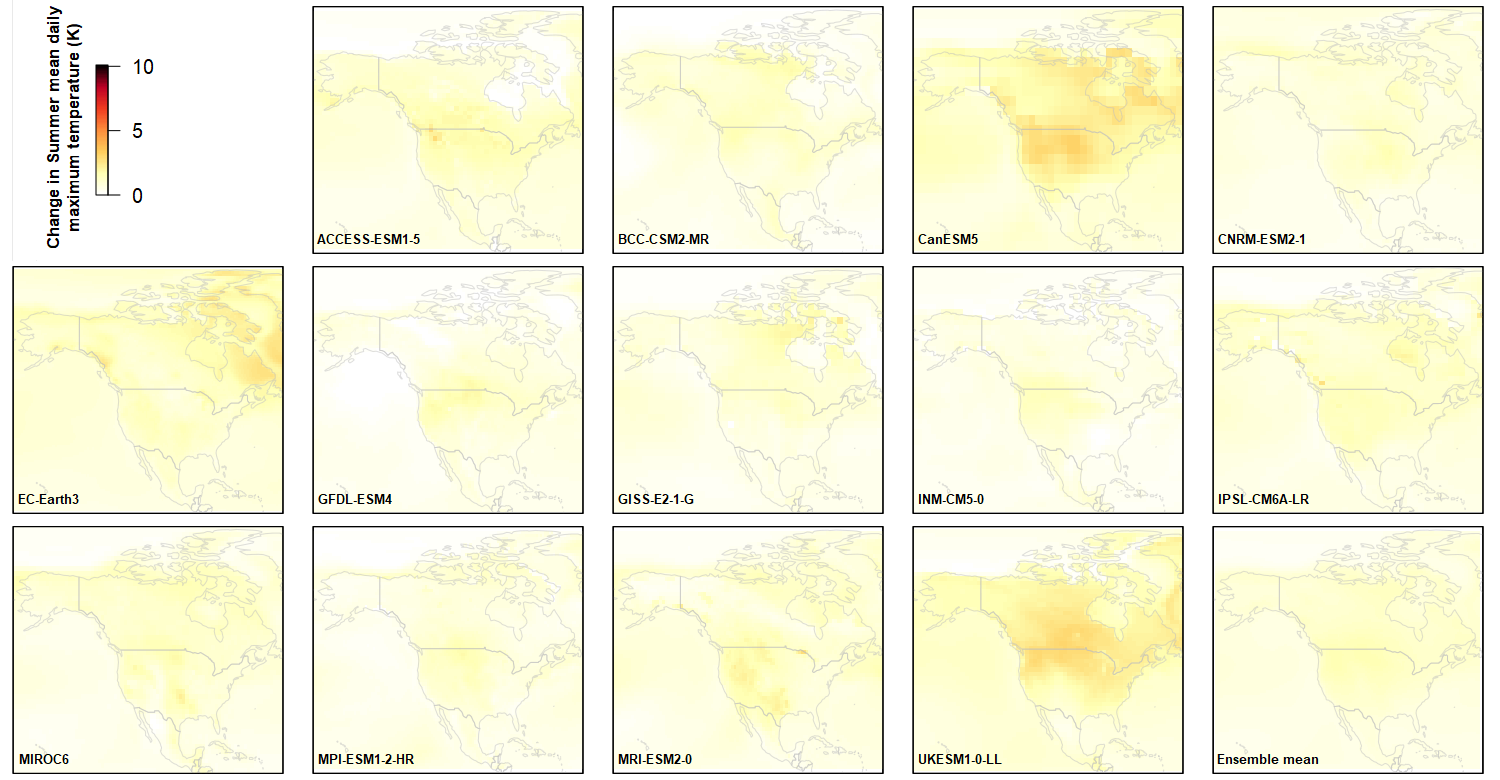 Change in Summer mean daily
maximum temperature (K)
10
5
0
ACCESS-ESM1-5
BCC-CSM2-MR
CanESM5
CNRM-ESM2-1
EC-Earth3
GFDL-ESM4
GISS-E2-1-G
INM-CM5-0
IPSL-CM6A-LR
MIROC6
MPI-ESM1-2-HR
MRI-ESM2-0
UKESM1-0-LL
Ensemble mean